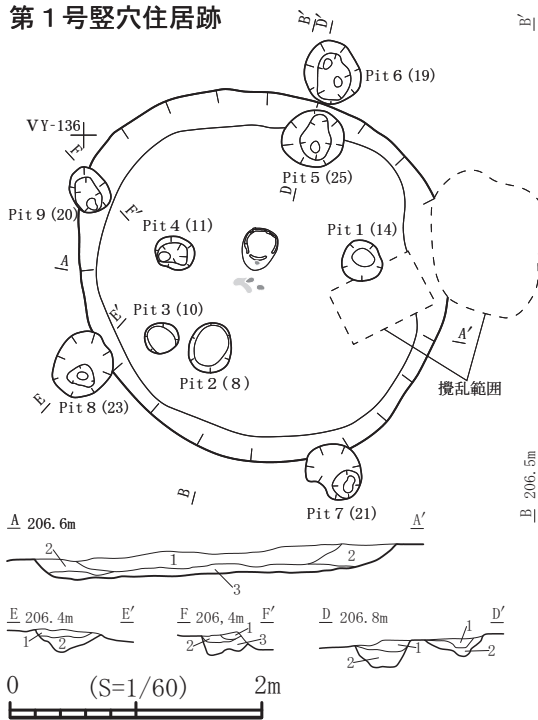 第1号竪穴住居跡
B′
D′
B′
Pit 6 (19)
VY-136
F
Pit 5 (25)
D
Pit 9 (20)
F′
Pit 4 (11)
Pit 1 (14)
A
E′
Pit 3 (10)
A′
Pit 2 (8)
E
Pit 8 (23)
攪乱範囲
B
Pit 7 (21)
B 206.5m
A 206.6m
A′
2
1
2
3
E 206.4m
E′
1
2
F 206,4m
F′
1
2
3
D 206.8m
D′
1
1
2
2
0
(S=1/60)
2m